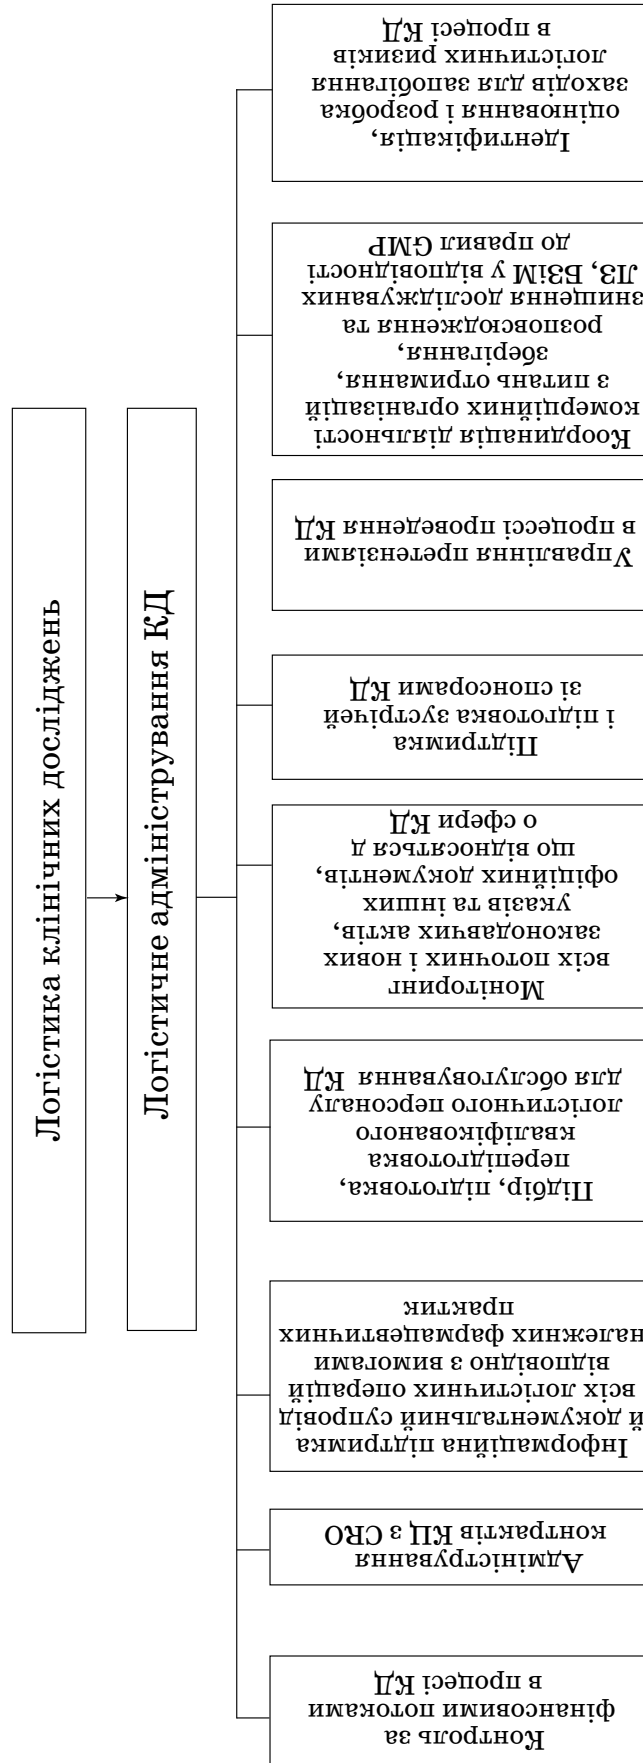 Логістика клінічних досліджень
Логістичне адміністрування КД
Контроль за
фінансовими потоками
в процесі КД
Адміністрування
контрактів КЦ з CRO
Інформаційна підтримка
й документальний супровід
всіх логістичних операцій
відповідно з вимогами
належних фармацевтичних
практик
Підбір, підготовка,
перепідготовка
кваліфікованого
логістичного персоналу
для обслуговування КД
Моніторинг
всіх поточних і нових
законодавчих актів,
указів та інших
офіційних документів,
що відносяться д
о сфери КД
Підтримка
і підготовка зустрічей
зі спонсорами КД
Управління претензіями
в процессі проведення КД
Координація діяльності
комерційних організацій
з питань отримання,
зберігання,
розповсюдження та
знищення досліджуваних
ЛЗ, БЗіМ у відповідності
до правил GMP
Ідентифікація,
оцінювання і розробка
заходів для запобігання
логістичних ризиків
в процесі КД